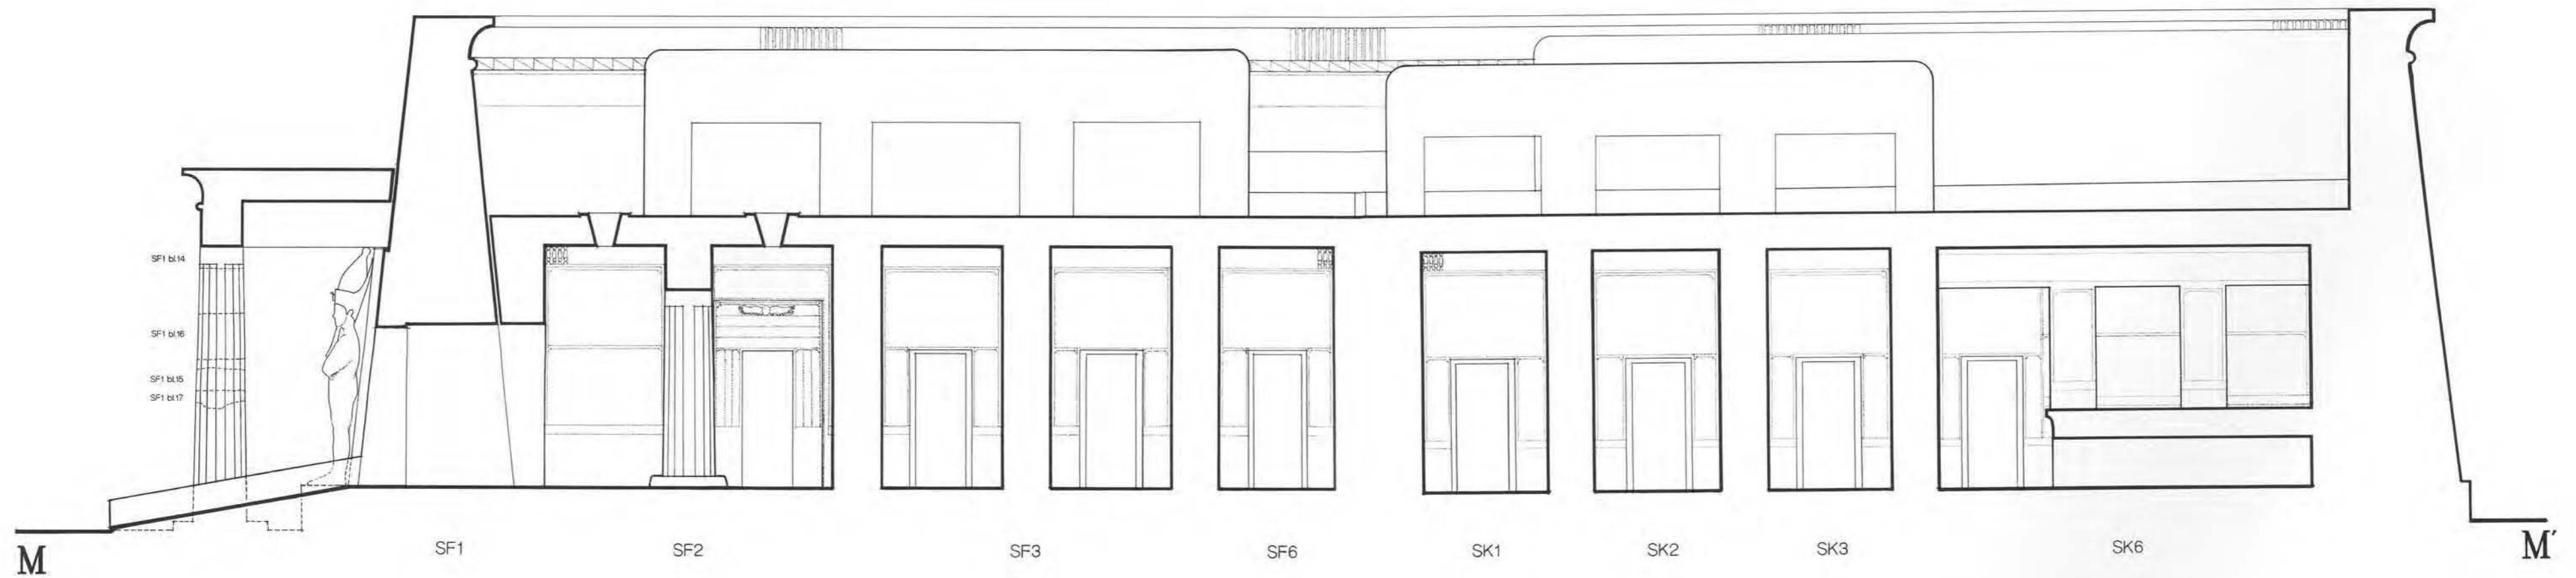 SF1 bl.14
SF1 bl.16
SF1 bl.15
SF1 bl.17
M SF1 SF2 SF3 SF6 SK1 SK2 SK3 SK6 M′